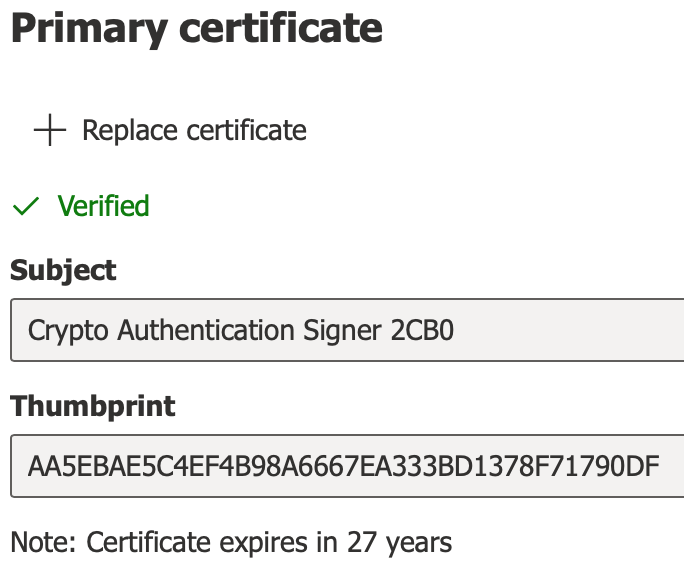 Primary certificate
Replace certificate
Verified
Subject
Crypto Authentication Signer 2CB0
Thumbprint
AA5EBAE5C4EF4B98A6667EA333BD1378F71790DF
Note: Certificate expires in 27 years